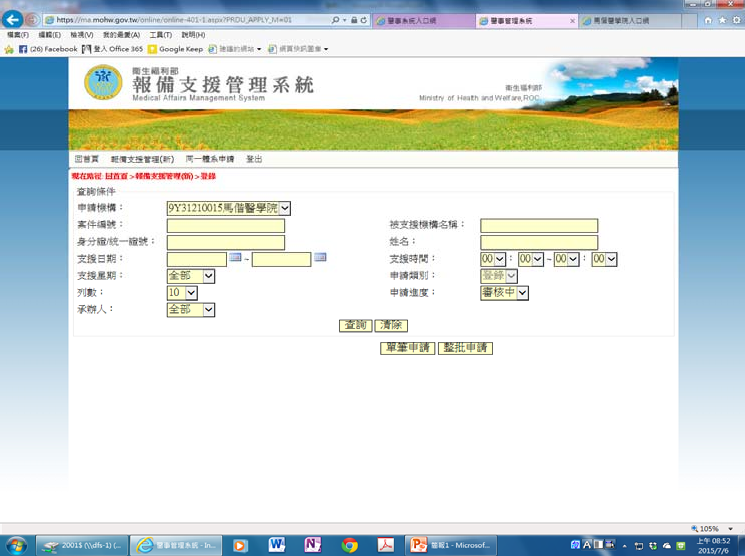 https://ma.mohw.gov.tw/online/online-401-1.aspx?PRDU_APPLY_M=01
醫事系統入口網
醫事管理系統
馬偕醫學院入口網
檔案(F) 編輯(E) 檢視(V) 我的最愛(A) 工具(T) 說明(H)
(26) Facebook 登入 Office 365 Google Keep 建議的網站 網頁快訊圖庫
衛生福利部
報備支援管理系統
Medical Affairs Management System
衛生福利部
Ministry of Health and Welfare,ROC.
回首頁 報備支援管理(新) 同一體系申請 登出
現在路徑: 回首頁 > 報備支援管理(新) > 登錄
查詢條件
申請機構: 9Y31210015馬偕醫學院
案件編號: 被支援機構名稱:
身分證/統一證號: 姓名:
支援日期: ~ 支援時間: 00 : 00 ~ 00 : 00
支援星期: 全部 申請類別: 登錄
列數: 10 申請進度: 審核中
承辦人: 全部
查詢 清除
單筆申請 整批申請
105%
2001$ (\\dfs-1) (...
醫事管理系統 - In...
簡報1 - Microsof...
上午 08:52
2015/7/6